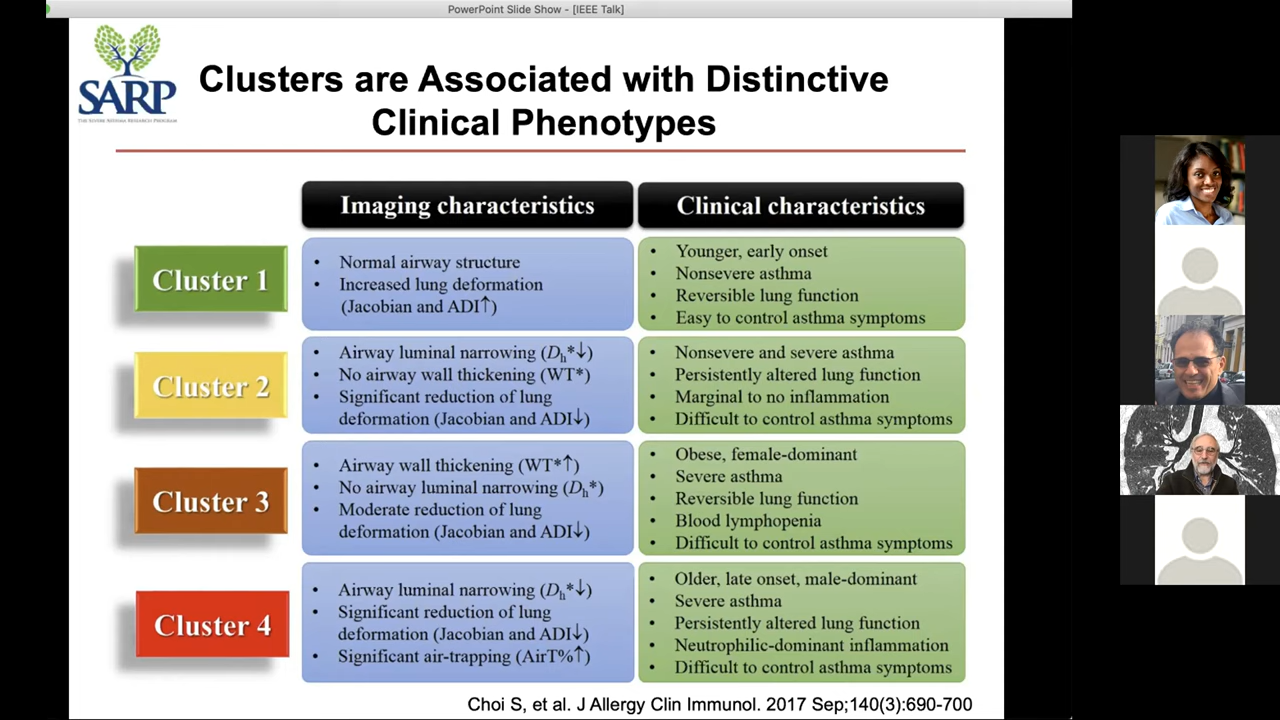 PowerPoint Slide Show - [IEEE Talk]
SARP
THE SEVERE ASTHMA RESEARCH PROGRAM
Clusters are Associated with Distinctive
Clinical Phenotypes
Imaging characteristics
Clinical characteristics
Cluster 1
• Normal airway structure
• Increased lung deformation
(Jacobian and ADI↑)
• Younger, early onset
• Nonsevere asthma
• Reversible lung function
• Easy to control asthma symptoms
Cluster 2
• Airway luminal narrowing (Dh*↓)
• No airway wall thickening (WT*)
• Significant reduction of lung
deformation (Jacobian and ADI↓)
• Nonsevere and severe asthma
• Persistently altered lung function
• Marginal to no inflammation
• Difficult to control asthma symptoms
Cluster 3
• Airway wall thickening (WT*↑)
• No airway luminal narrowing (Dh*)
• Moderate reduction of lung
deformation (Jacobian and ADI↓)
• Obese, female-dominant
• Severe asthma
• Reversible lung function
• Blood lymphopenia
• Difficult to control asthma symptoms
Cluster 4
• Airway luminal narrowing (Dh*↓)
• Significant reduction of lung
deformation (Jacobian and ADI↓)
• Significant air-trapping (AirT%↑)
• Older, late onset, male-dominant
• Severe asthma
• Persistently altered lung function
• Neutrophilic-dominant inflammation
• Difficult to control asthma symptoms
Choi S, et al. J Allergy Clin Immunol. 2017 Sep;140(3):690-700